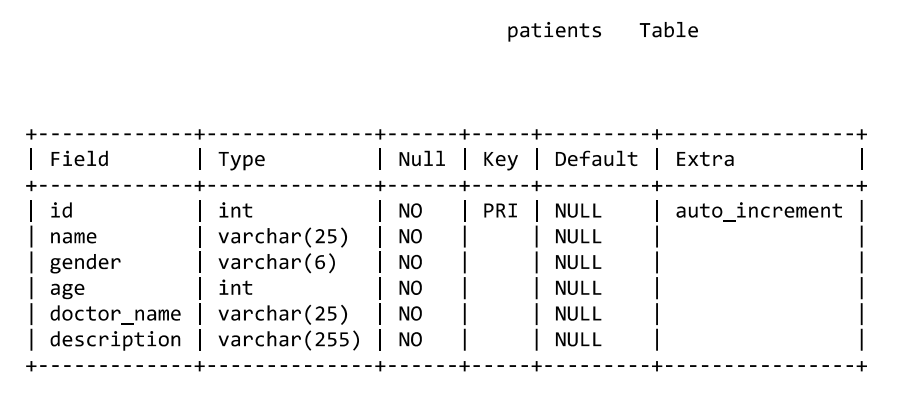 patients   Table
+-------------+--------------+------+-----+---------+----------------+
| Field       | Type         | Null | Key | Default | Extra          |
+-------------+--------------+------+-----+---------+----------------+
| id          | int          | NO   | PRI | NULL    | auto_increment |
| name        | varchar(25)  | NO   |     | NULL    |                |
| gender      | varchar(6)   | NO   |     | NULL    |                |
| age         | int          | NO   |     | NULL    |                |
| doctor_name | varchar(25)  | NO   |     | NULL    |                |
| description | varchar(255) | NO   |     | NULL    |                |
+-------------+--------------+------+-----+---------+----------------+